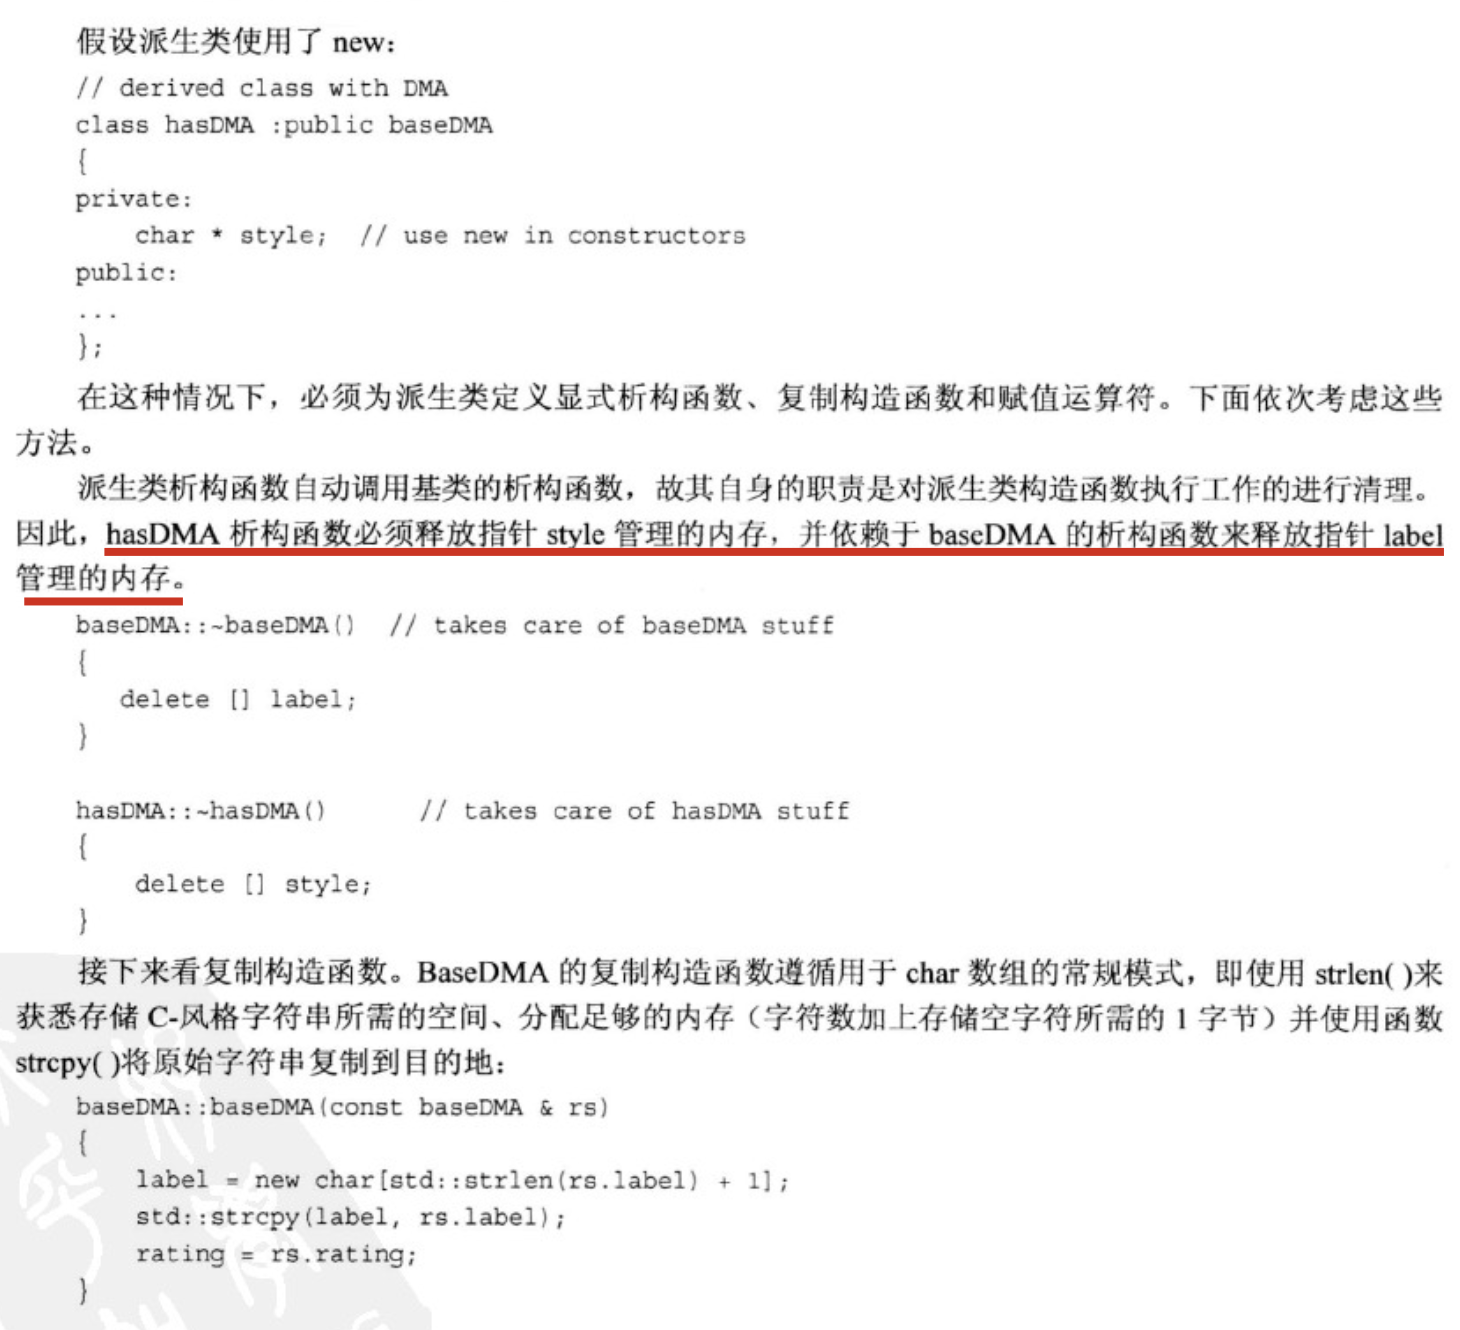 假设派生类使用了 new：
// derived class with DMA
class hasDMA :public baseDMA
{
private:
    char * style;  // use new in constructors
public:
...
};
在这种情况下，必须为派生类定义显式析构函数、复制构造函数和赋值运算符。下面依次考虑这些
方法。
派生类析构函数自动调用基类的析构函数，故其自身的职责是对派生类构造函数执行工作的进行清理。
因此，hasDMA 析构函数必须释放指针 style 管理的内存，并依赖于 baseDMA 的析构函数来释放指针 label
管理的内存。
baseDMA::~baseDMA()  // takes care of baseDMA stuff
{
   delete [] label;
}
hasDMA::~hasDMA()      // takes care of hasDMA stuff
{
    delete [] style;
}
接下来看复制构造函数。BaseDMA 的复制构造函数遵循用于 char 数组的常规模式，即使用 strlen( )来
获悉存储 C-风格字符串所需的空间、分配足够的内存（字符数加上存储空字符所需的 1 字节）并使用函数
strcpy( )将原始字符串复制到目的地：
baseDMA::baseDMA(const baseDMA & rs)
{
    label = new char[std::strlen(rs.label) + 1];
    std::strcpy(label, rs.label);
    rating = rs.rating;
}